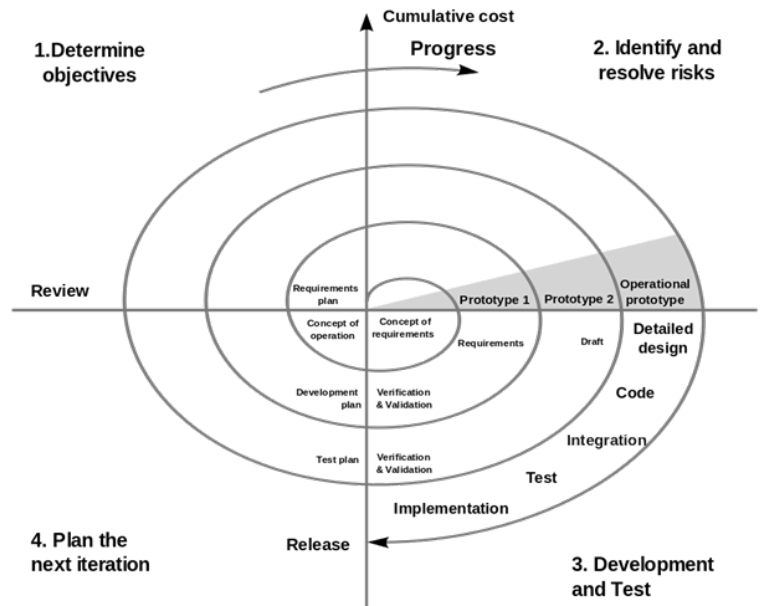 Cumulative cost
Progress
1.Determine
objectives
2. Identify and
resolve risks
Review
Requirements
plan
Prototype 1
Prototype 2
Operational
prototype
Concept of
operation
Concept of
requirements
Requirements
Draft
Detailed
design
Code
Development
plan
Verification
& Validation
Integration
Test plan
Verification
& Validation
Test
Implementation
Release
4. Plan the
next iteration
3. Development
and Test